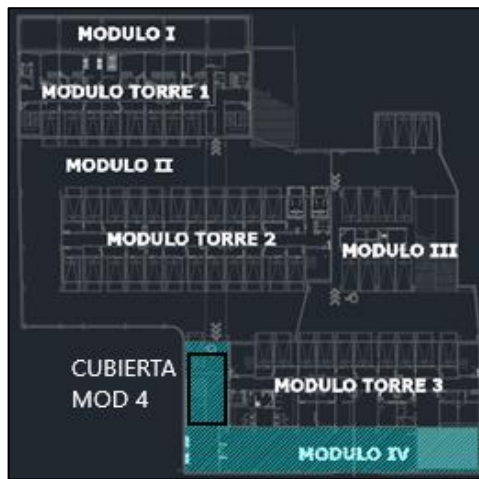 MODULO I
MODULO TORRE 1
MODULO II
MODULO TORRE 2
MODULO III
CUBIERTA
MOD 4
MODULO TORRE 3
MODULO IV